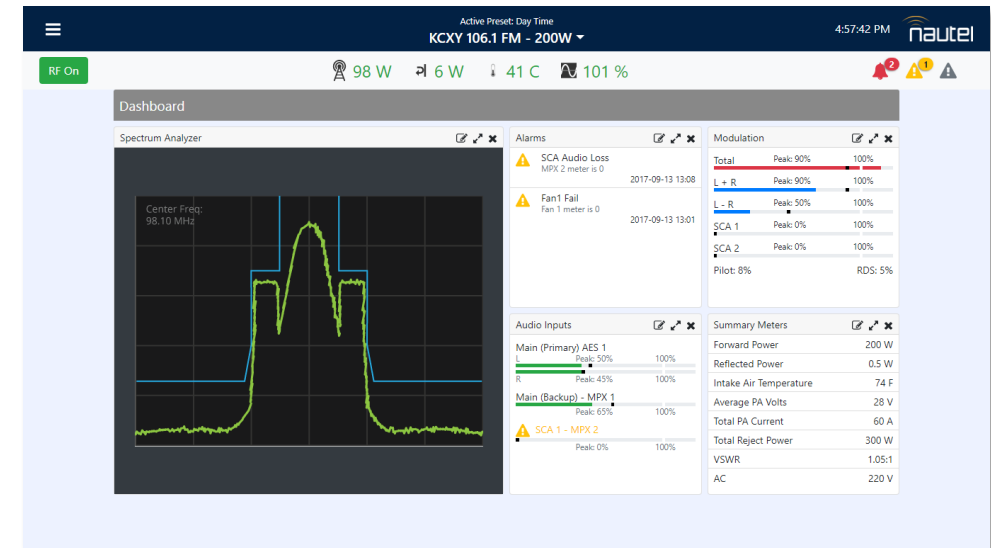 Active Preset: Day Time
KCXY 106.1 FM - 200W
4:57:42 PM
nautel
RF On
98 W
6 W
41 C
101 %
2
1
Dashboard
Spectrum Analyzer
Center Freq:
98.10 MHz
Alarms
SCA Audio Loss
MPX 2 meter is 0
2017-09-13 13:08
Fan1 Fail
Fan 1 meter is 0
2017-09-13 13:01
Modulation
Total Peak: 90% 100%
L + R Peak: 90% 100%
L - R Peak: 50% 100%
SCA 1 Peak: 0% 100%
SCA 2 Peak: 0% 100%
Pilot: 8% RDS: 5%
Audio Inputs
Main (Primary) AES 1
L Peak: 50% 100%
R Peak: 45% 100%
Main (Backup) - MPX 1
Peak: 65% 100%
SCA 1 - MPX 2
Peak: 0% 100%
Summary Meters
Forward Power 200 W
Reflected Power 0.5 W
Intake Air Temperature 74 F
Average PA Volts 28 V
Total PA Current 60 A
Total Reject Power 300 W
VSWR 1.05:1
AC 220 V